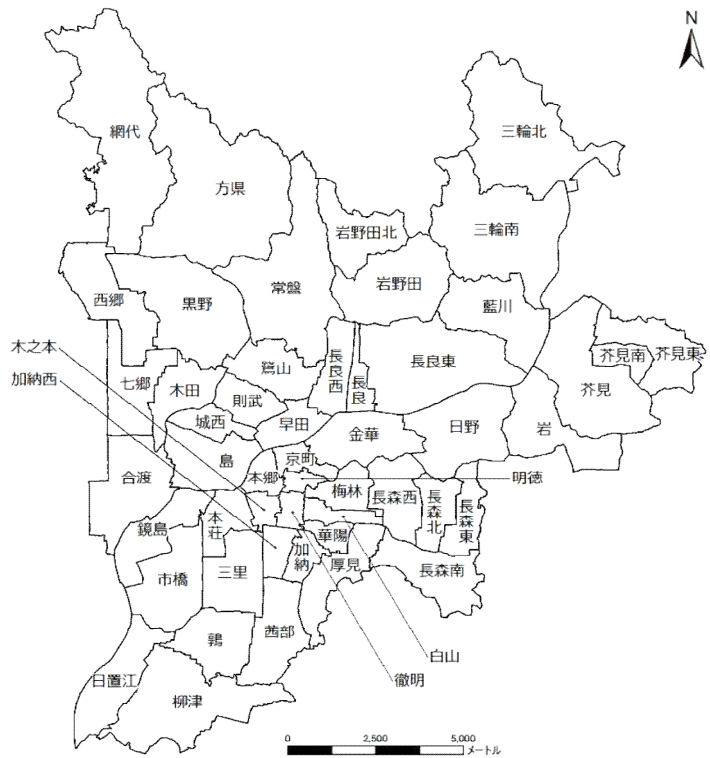 N
網代
三輪北
方県
岩野田北
三輪南
西郷
黒野
常盤
岩野田
藍川
木之本
加納西
七郷
木田
鷺山
則武
城西
長良西
長良
長良東
芥見南
芥見東
芥見
早田
金華
日野
岩
合渡
島
本郷
京町
明徳
梅林
長森西
長森北
長森東
鏡島
本荘
市橋
三里
加納
華陽
厚見
長森南
鶉
茜部
白山
徹明
日置江
柳津
0 2,500 5,000
メートル